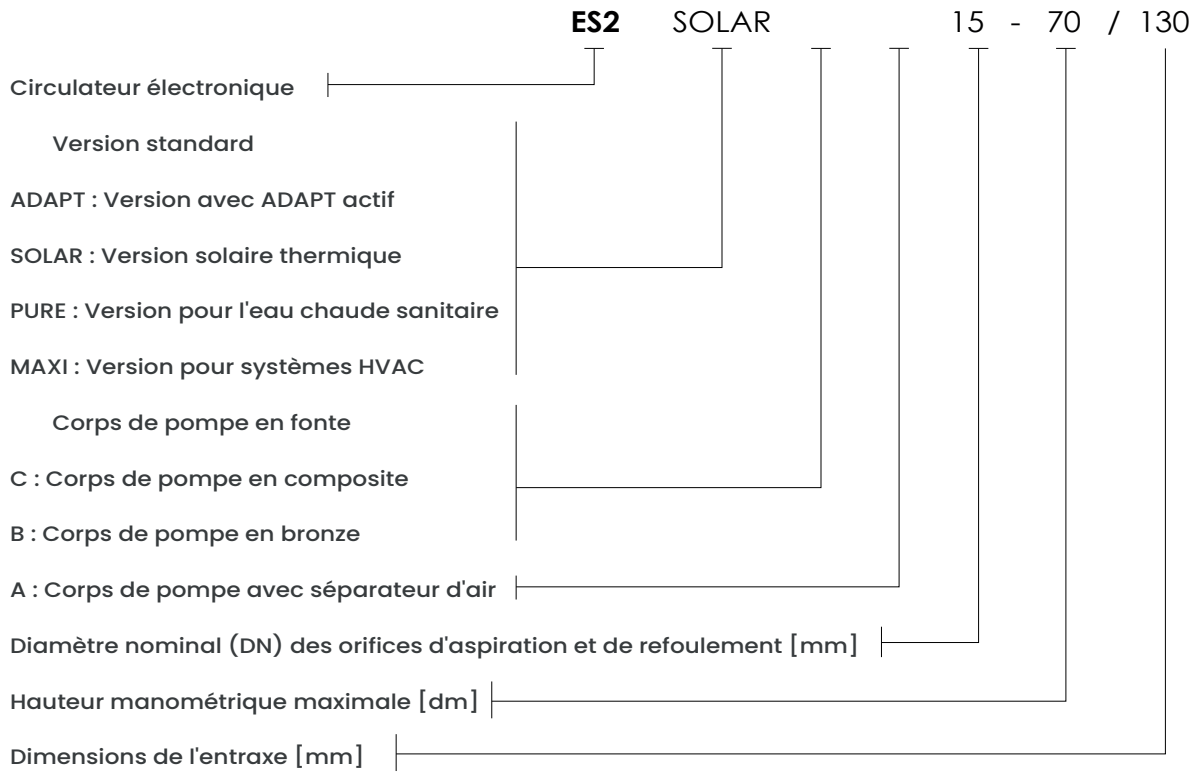 ES2 SOLAR 15 - 70 / 130
Circulateur électronique
Version standard
ADAPT : Version avec ADAPT actif
SOLAR : Version solaire thermique
PURE : Version pour l'eau chaude sanitaire
MAXI : Version pour systèmes HVAC
Corps de pompe en fonte
C : Corps de pompe en composite
B : Corps de pompe en bronze
A : Corps de pompe avec séparateur d'air
Diamètre nominal (DN) des orifices d'aspiration et de refoulement [mm]
Hauteur manométrique maximale [dm]
Dimensions de l'entraxe [mm]